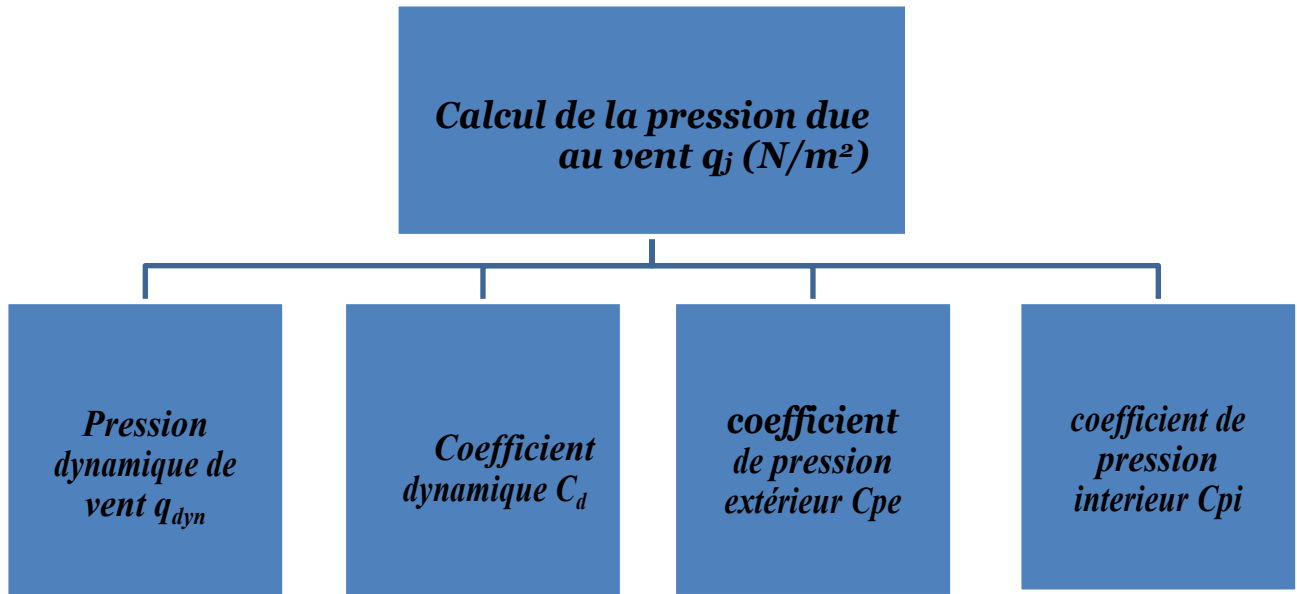 Calcul de la pression due
au vent qj (N/m²)
Pression
dynamique de
vent qdyn
Coefficient
dynamique Cd
coefficient
de pression
extérieur Cpe
coefficient de
pression
interieur Cpi